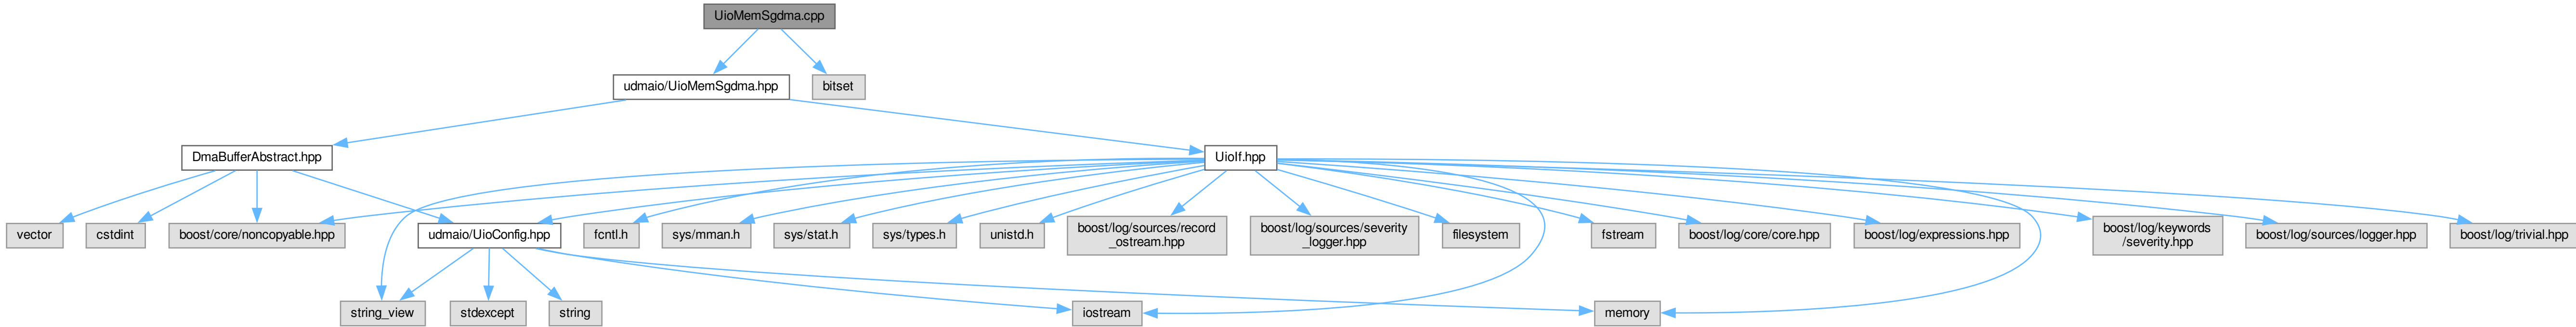 UioMemSgdma.cpp
udmaio/UioMemSgdma.hpp
bitset
DmaBufferAbstract.hpp
UioIf.hpp
vector
cstdint
boost/core/noncopyable.hpp
udmaio/UioConfig.hpp
fcntl.h
sys/mman.h
sys/stat.h
sys/types.h
unistd.h
boost/log/sources/record
_ostream.hpp
boost/log/sources/severity
_logger.hpp
filesystem
fstream
boost/log/core/core.hpp
boost/log/expressions.hpp
boost/log/keywords
/severity.hpp
boost/log/sources/logger.hpp
boost/log/trivial.hpp
string_view
stdexcept
string
iostream
memory